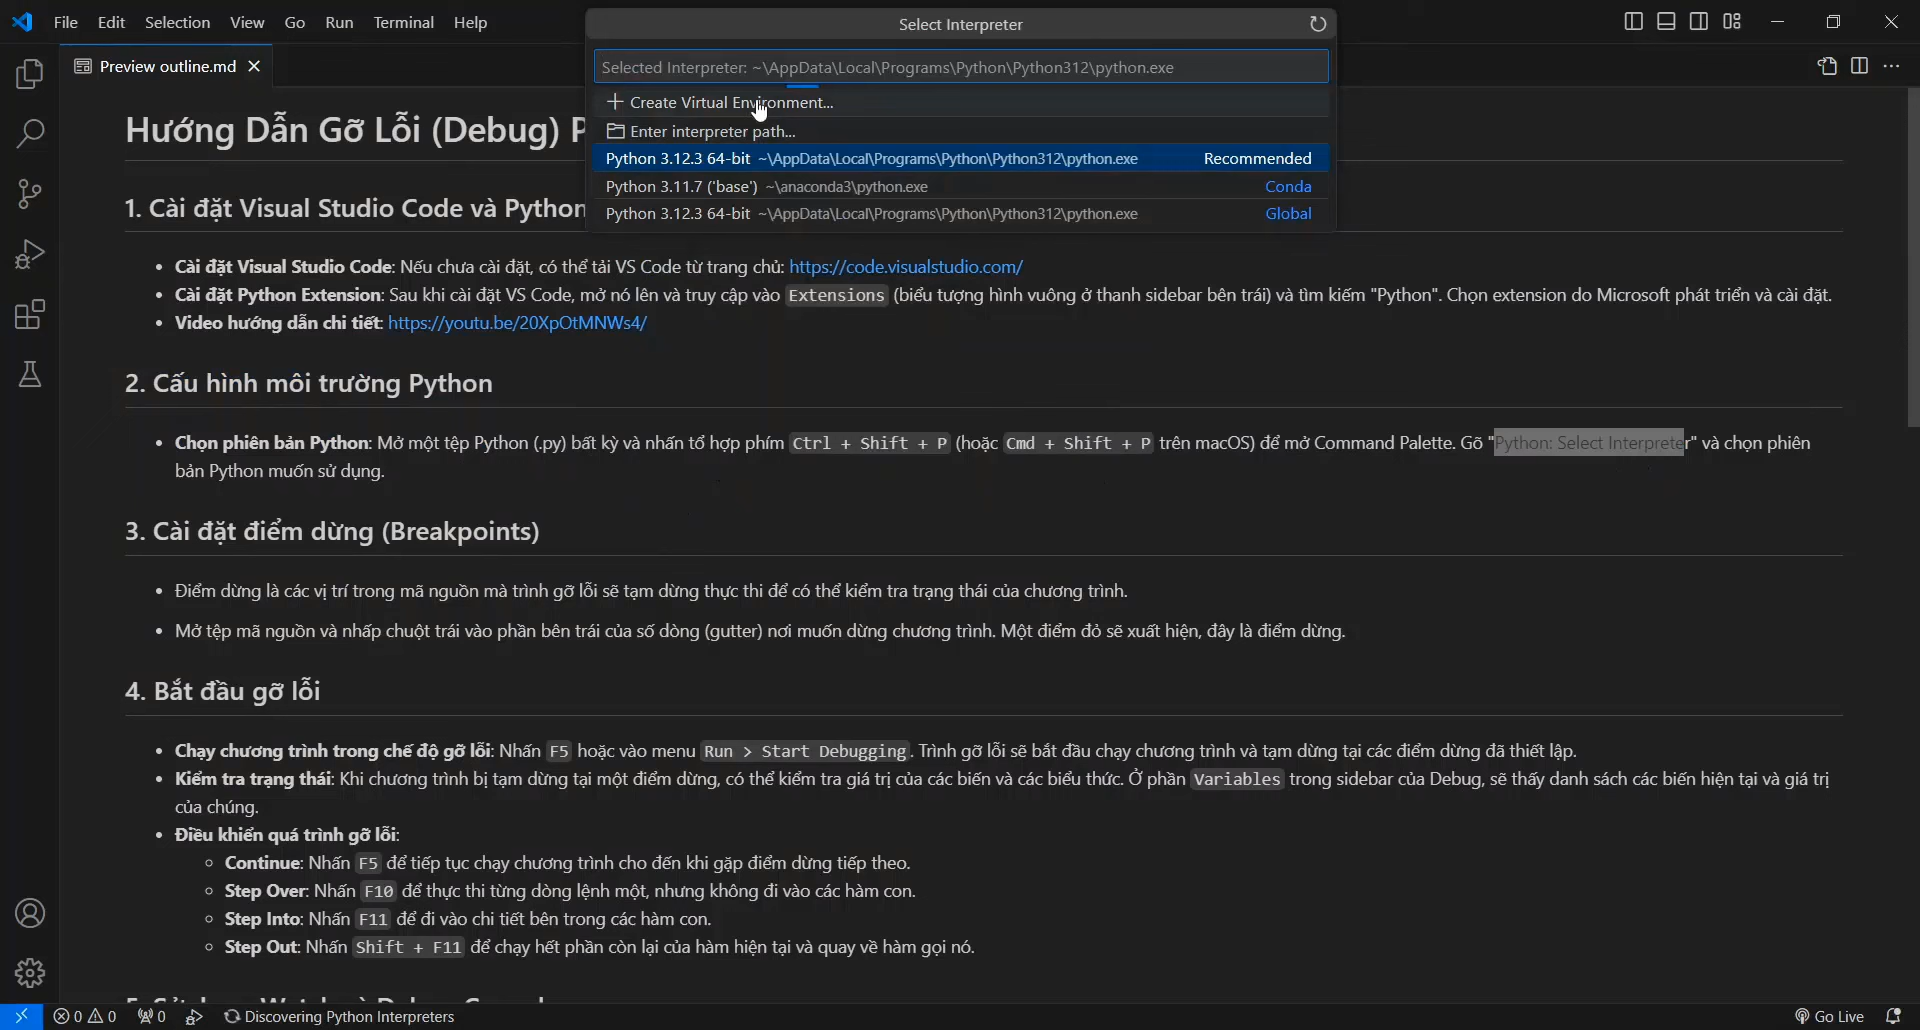 File Edit Selection View Go Run Terminal Help
Select Interpreter
Preview outline.md
Selected Interpreter: ~\AppData\Local\Programs\Python\Python312\python.exe
Create Virtual Environment...
Enter interpreter path...
Python 3.12.3 64-bit ~\AppData\Local\Programs\Python\Python312\python.exe Recommended
Python 3.11.7 ('base') ~\anaconda3\python.exe Conda
Python 3.12.3 64-bit ~\AppData\Local\Programs\Python\Python312\python.exe Global
Hướng Dẫn Gỡ Lỗi (Debug)
1. Cài đặt Visual Studio Code và Python
• Cài đặt Visual Studio Code: Nếu chưa cài đặt, có thể tải VS Code từ trang chủ: https://code.visualstudio.com/
• Cài đặt Python Extension: Sau khi cài đặt VS Code, mở nó lên và truy cập vào Extensions (biểu tượng hình vuông ở thanh sidebar bên trái) và tìm kiếm "Python". Chọn extension do Microsoft phát triển và cài đặt.
• Video hướng dẫn chi tiết: https://youtu.be/20XpOtMNWs4/
2. Cấu hình môi trường Python
• Chọn phiên bản Python: Mở một tệp Python (.py) bất kỳ và nhấn tổ hợp phím Ctrl + Shift + P (hoặc Cmd + Shift + P trên macOS) để mở Command Palette. Gõ "Python: Select Interpreter" và chọn phiên
bản Python muốn sử dụng.
3. Cài đặt điểm dừng (Breakpoints)
• Điểm dừng là các vị trí trong mã nguồn mà trình gỡ lỗi sẽ tạm dừng thực thi để có thể kiểm tra trạng thái của chương trình.
• Mở tệp mã nguồn và nhấp chuột trái vào phần bên trái của số dòng (gutter) nơi muốn dừng chương trình. Một điểm đỏ sẽ xuất hiện, đây là điểm dừng.
4. Bắt đầu gỡ lỗi
• Chạy chương trình trong chế độ gỡ lỗi: Nhấn F5 hoặc vào menu Run > Start Debugging. Trình gỡ lỗi sẽ bắt đầu chạy chương trình và tạm dừng tại các điểm dừng đã thiết lập.
• Kiểm tra trạng thái: Khi chương trình bị tạm dừng tại một điểm dừng, có thể kiểm tra giá trị của các biến và các biểu thức. Ở phần Variables trong sidebar của Debug, sẽ thấy danh sách các biến hiện tại và giá trị
của chúng.
• Điều khiển quá trình gỡ lỗi:
◦ Continue: Nhấn F5 để tiếp tục chạy chương trình cho đến khi gặp điểm dừng tiếp theo.
◦ Step Over: Nhấn F10 để thực thi từng dòng lệnh một, nhưng không đi vào các hàm con.
◦ Step Into: Nhấn F11 để đi vào chi tiết bên trong các hàm con.
◦ Step Out: Nhấn Shift + F11 để chạy hết phần còn lại của hàm hiện tại và quay về hàm gọi nó.
0 0 0 Discovering Python Interpreters Go Live